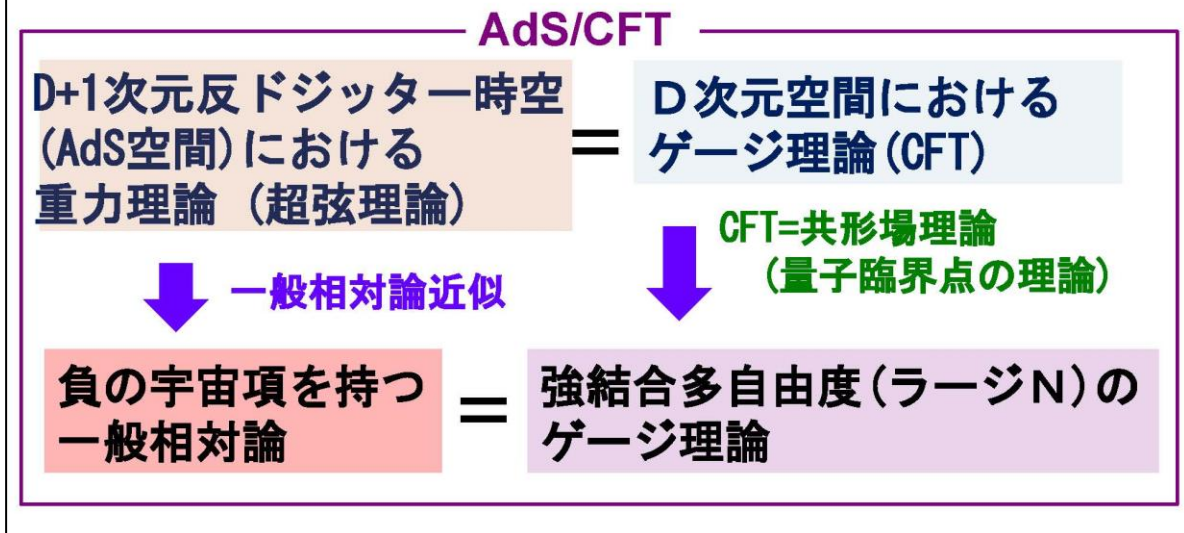 AdS/CFT
D+1次元反ドジッター時空
(AdS空間)における
重力理論 (超弦理論)
=
D次元空間における
ゲージ理論(CFT)
一般相対論近似
CFT=共形場理論
(量子臨界点の理論)
負の宇宙項を持つ
一般相対論
=
強結合多自由度(ラージN)の
ゲージ理論